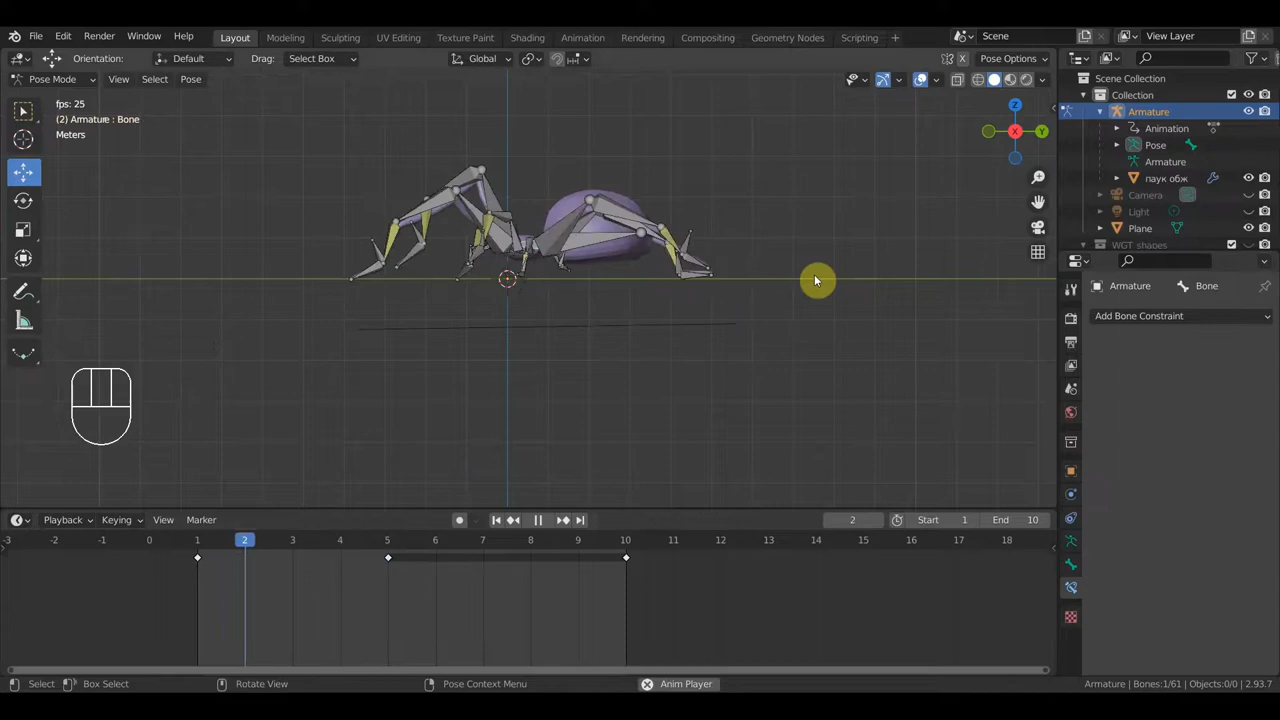 File Edit Render Window Help Layout Modeling Sculpting UV Editing Texture Paint Shading Animation Rendering Compositing Geometry Nodes Scripting + Scene View Layer
Orientation: Default Drag: Select Box Global X Pose Options
Pose Mode View Select Pose
fps: 25
(2) Armature : Bone
Meters
Z
Y
X
Scene Collection
Collection
Armature
Animation
Pose
Armature
паук обж
Camera
Light
Plane
WGT_shapes
Armature Bone
Add Bone Constraint
Playback Keying View Marker 2 Start 1 End 10
-3 -2 -1 0 1 2 3 4 5 6 7 8 9 10 11 12 13 14 15 16 17 18
Select Box Select Rotate View Pose Context Menu Anim Player Armature | Bones:1/61 | Objects:0/0 | 2.93.7